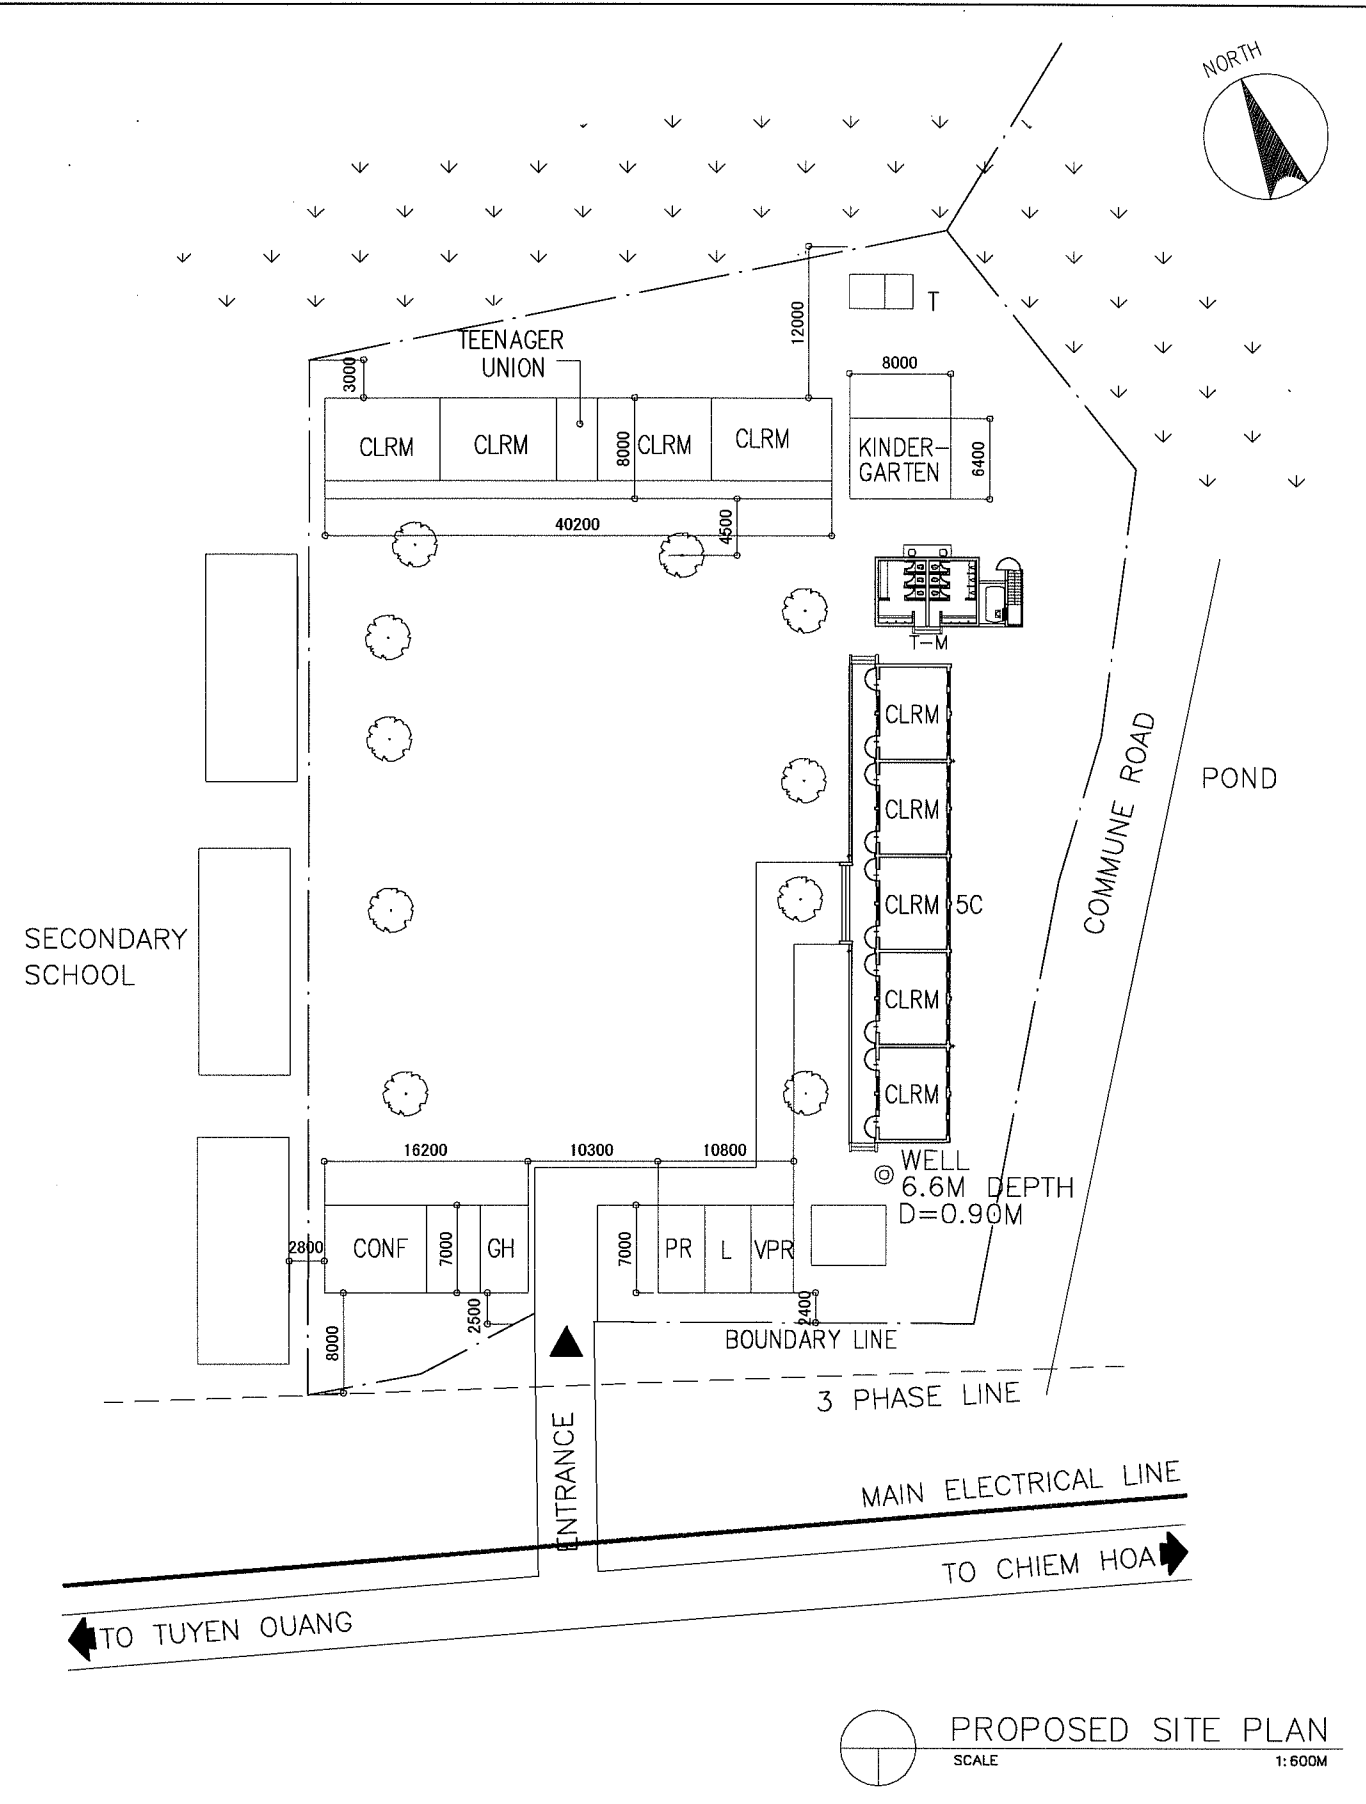 NORTH
TEENAGER
UNION
3000
12000
T
8000
CLRM
CLRM
8000
CLRM
CLRM
KINDER-
GARTEN
6400
40200
4500
T-M
CLRM
CLRM
CLRM
5C
CLRM
CLRM
COMMUNE ROAD
POND
SECONDARY
SCHOOL
16200
10300
10800
WELL
6.6M DEPTH
D=0.90M
2800
CONF
7000
GH
7000
PR
L
VPR
8000
2500
2400
BOUNDARY LINE
3 PHASE LINE
ENTRANCE
MAIN ELECTRICAL LINE
TO CHIEM HOA
TO TUYEN OUANG
PROPOSED SITE PLAN
SCALE 1:600M